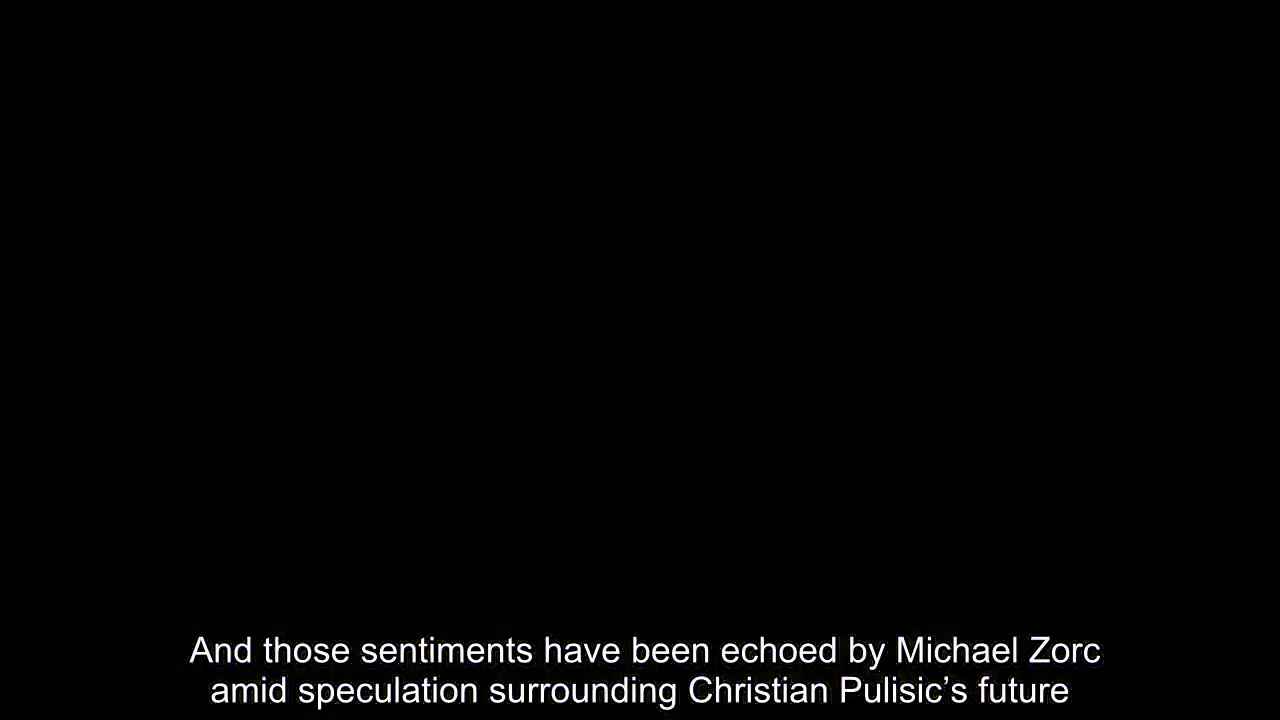 And those sentiments have been echoed by Michael Zorc
amid speculation surrounding Christian Pulisic’s future